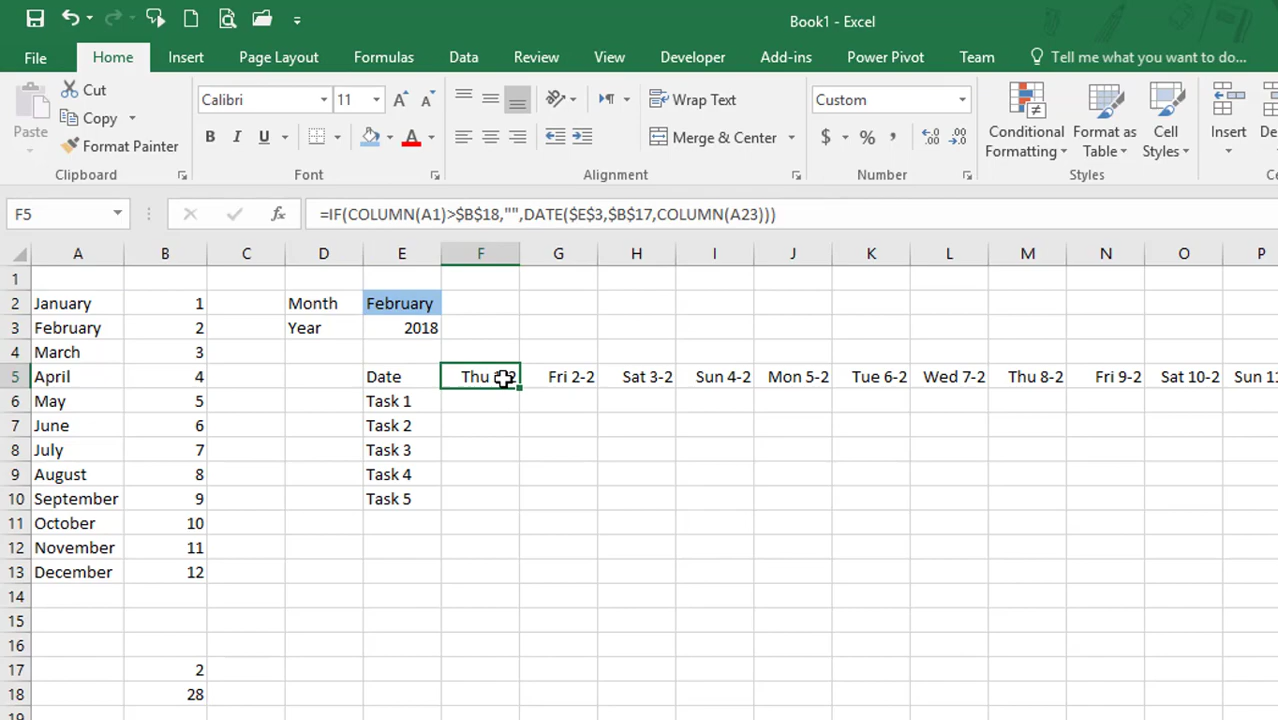 Book1 - Excel
File Home Insert Page Layout Formulas Data Review View Developer Add-ins Power Pivot Team Tell me what you want to do...
Cut Calibri 11 Wrap Text Custom
Paste Copy
Format Painter Merge & Center $ % Conditional Formatting Format as Table Cell Styles Insert
Clipboard Font Alignment Number Styles
F5 fx =IF(COLUMN(A1)>$B$18,"",DATE($E$3,$B$17,COLUMN(A23)))
A B C D E F G H I J K L M N O P
1
2 January 1 Month February
3 February 2 Year 2018
4 March 3
5 April 4 Date Thu Fri 2-2 Sat 3-2 Sun 4-2 Mon 5-2 Tue 6-2 Wed 7-2 Thu 8-2 Fri 9-2 Sat 10-2 Sun 11
6 May 5 Task 1
7 June 6 Task 2
8 July 7 Task 3
9 August 8 Task 4
10 September 9 Task 5
11 October 10
12 November 11
13 December 12
14
15
16
17 2
18 28
19